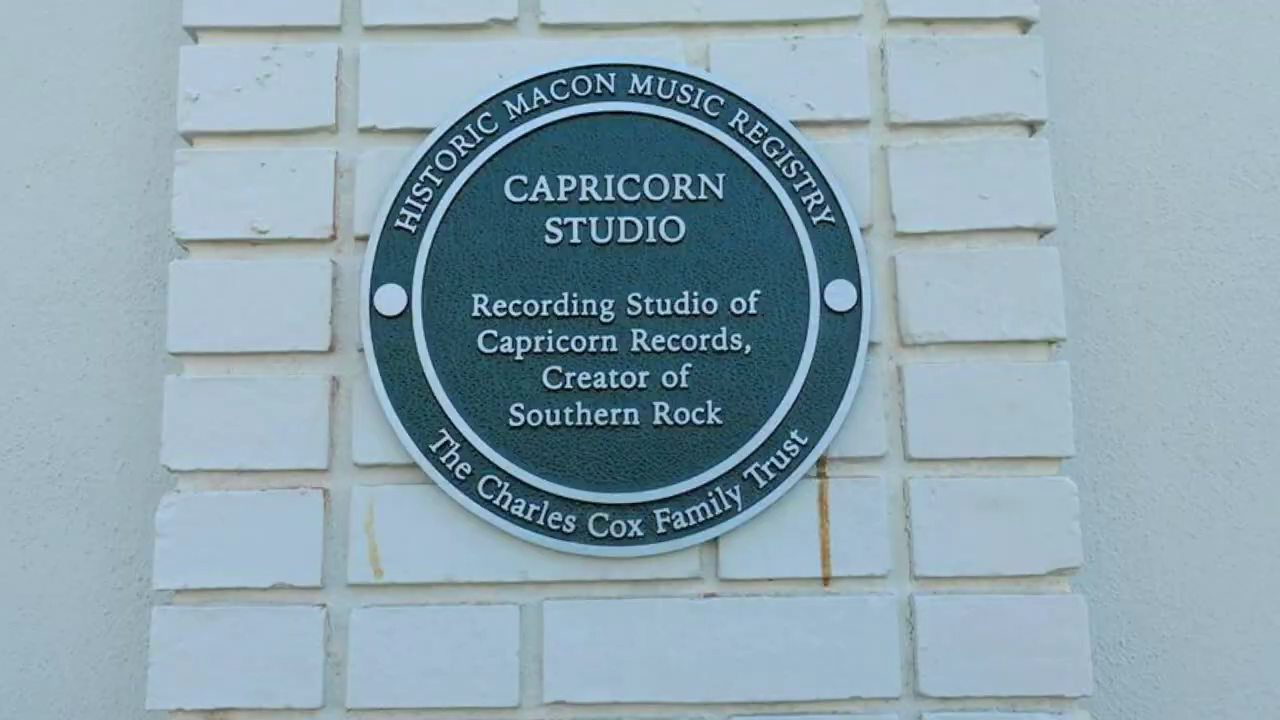 HISTORIC MACON MUSIC REGISTRY
CAPRICORN
STUDIO
Recording Studio of
Capricorn Records,
Creator of
Southern Rock
The Charles Cox Family Trust